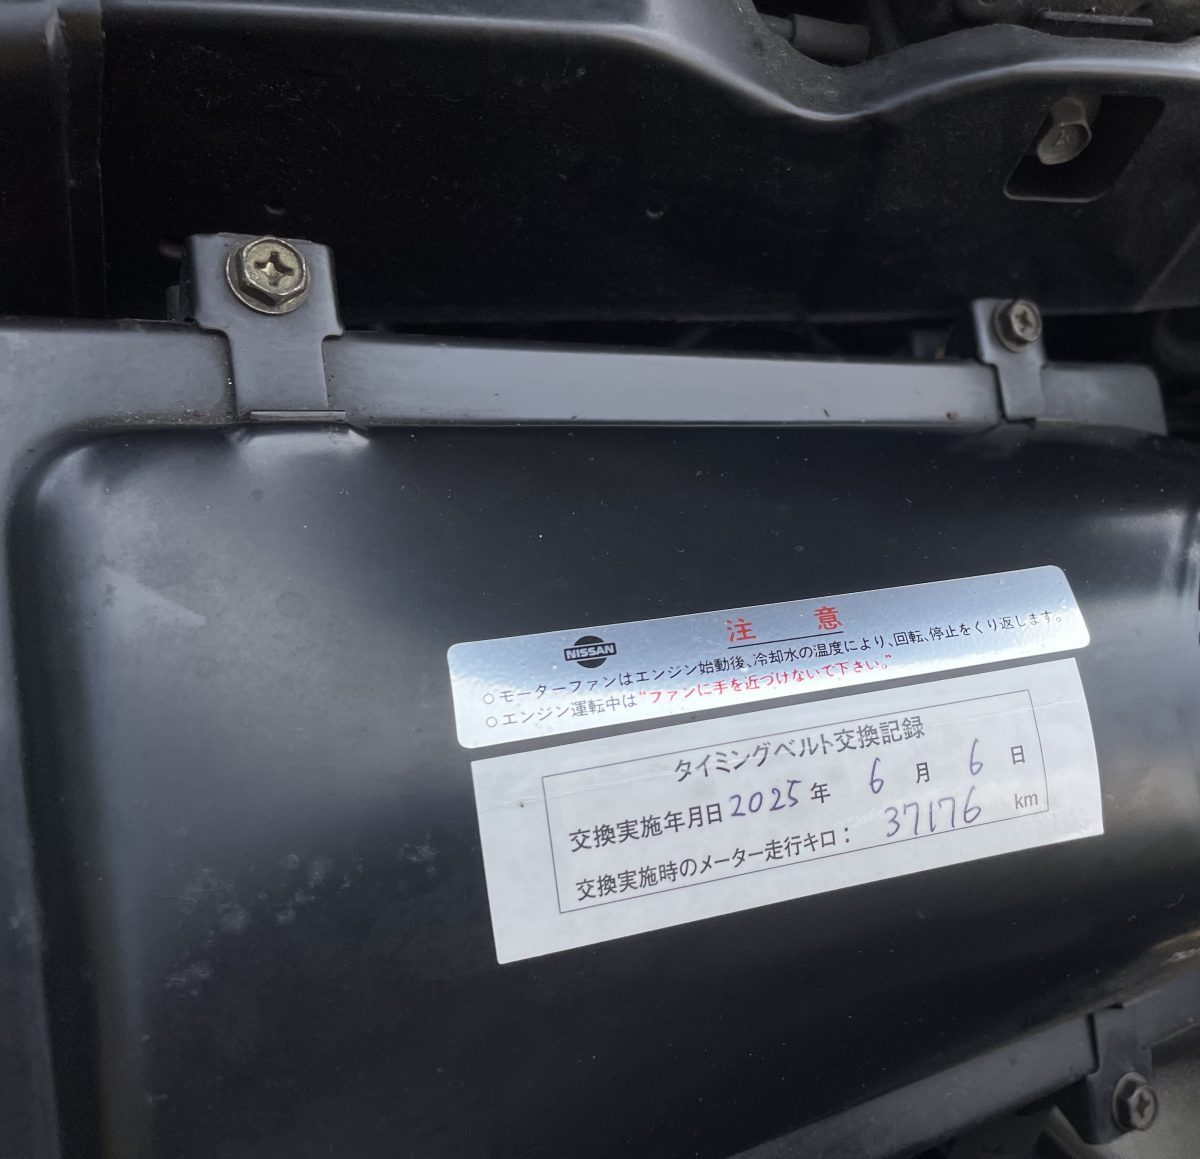 NISSAN
注 意
○モーターファンはエンジン始動後、冷却水の温度により、回転、停止をくり返します。
○エンジン運転中は“ファンに手を近づけないで下さい。”
タイミングベルト交換記録
交換実施年月日2025年 6月 6日
交換実施時のメーター走行キロ: 37176 km